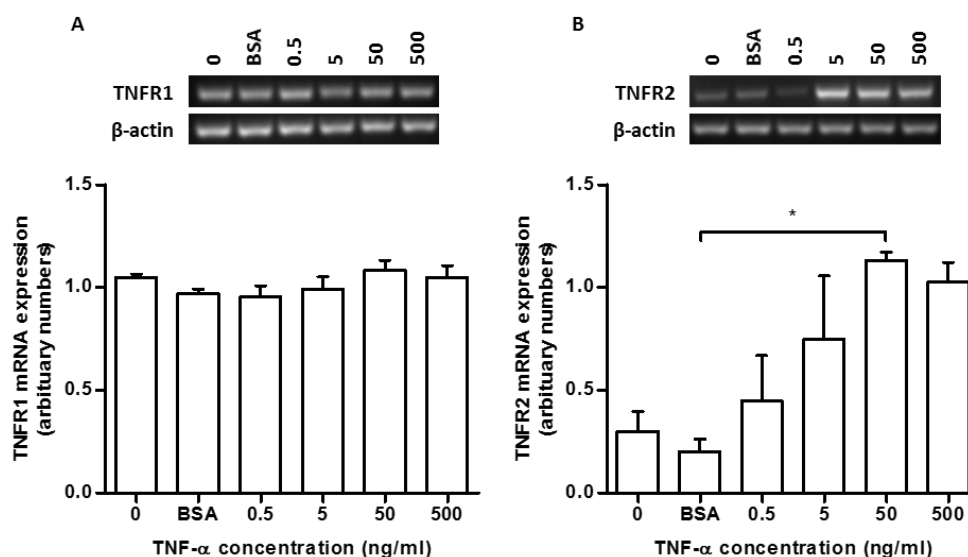 A
0 BSA 0.5 5 50 500
TNFR1
β-actin
TNFR1 mRNA expression
(arbituary numbers)
1.5
1.0
0.5
0.0
0 BSA 0.5 5 50 500
TNF-α concentration (ng/ml)
B
0 BSA 0.5 5 50 500
TNFR2
β-actin
TNFR2 mRNA expression
(arbituary numbers)
1.5
*
1.0
0.5
0.0
0 BSA 0.5 5 50 500
TNF-α concentration (ng/ml)